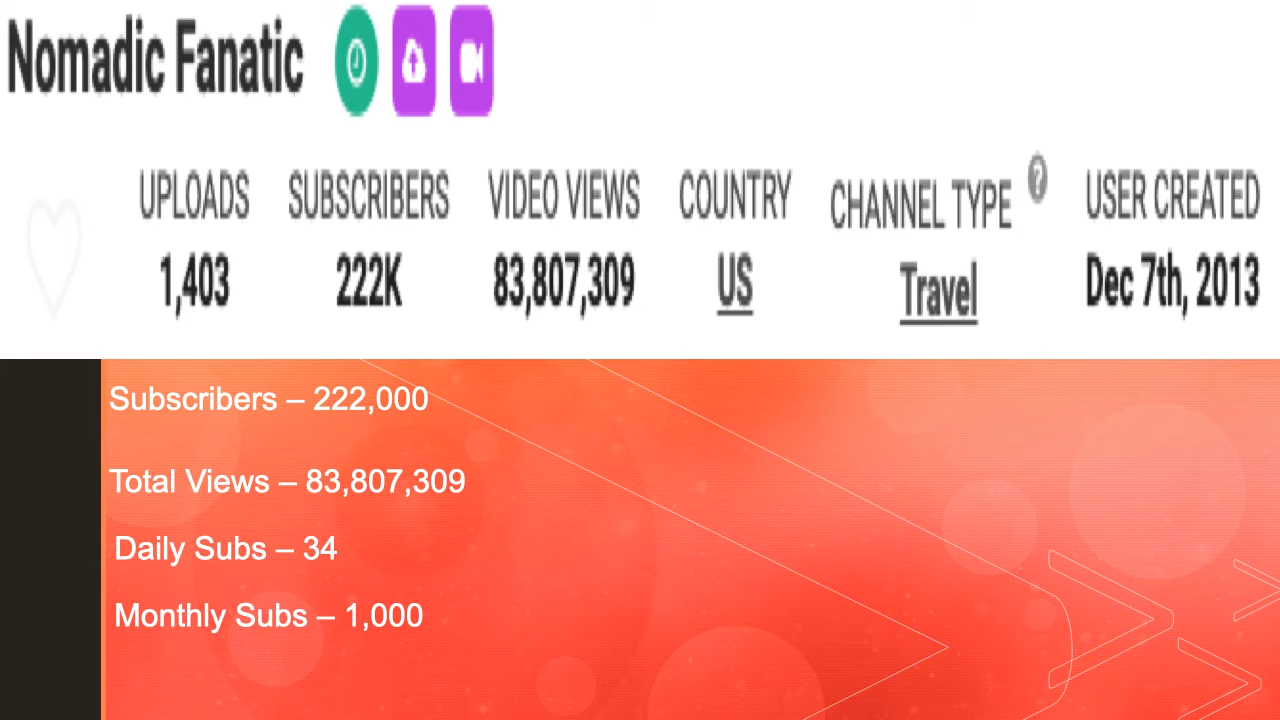 Nomadic Fanatic
UPLOADS SUBSCRIBERS VIDEO VIEWS COUNTRY CHANNEL TYPE ? USER CREATED
1,403 222K 83,807,309 US Travel Dec 7th, 2013
Subscribers – 222,000
Total Views – 83,807,309
Daily Subs – 34
Monthly Subs – 1,000